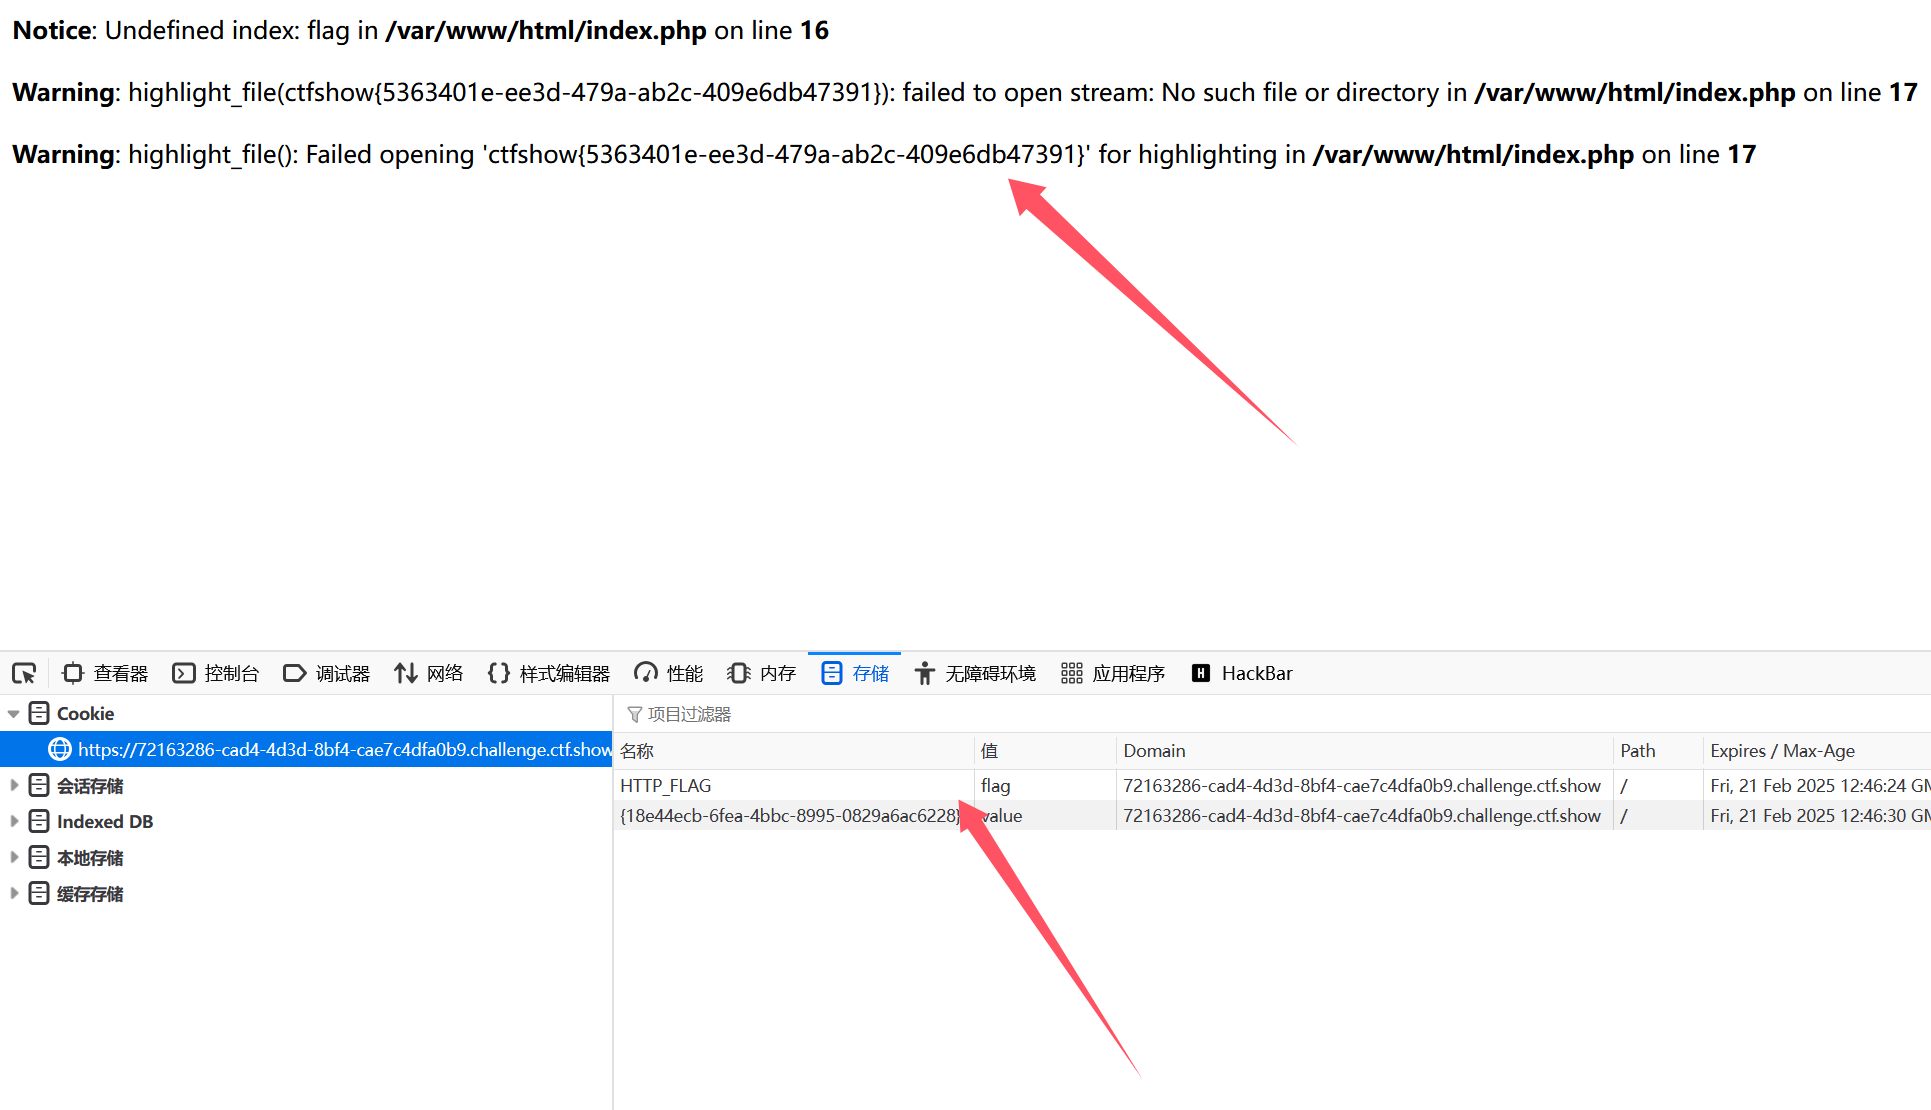 Notice: Undefined index: flag in /var/www/html/index.php on line 16
Warning: highlight_file(ctfshow{5363401e-ee3d-479a-ab2c-409e6db47391}): failed to open stream: No such file or directory in /var/www/html/index.php on line 17
Warning: highlight_file(): Failed opening 'ctfshow{5363401e-ee3d-479a-ab2c-409e6db47391}' for highlighting in /var/www/html/index.php on line 17
查看器 控制台 调试器 网络 样式编辑器 性能 内存 存储 无障碍环境 应用程序 HackBar
Cookie
https://72163286-cad4-4d3d-8bf4-cae7c4dfa0b9.challenge.ctf.show
会话存储
Indexed DB
本地存储
缓存存储
项目过滤器
名称 值 Domain Path Expires / Max-Age
HTTP_FLAG flag 72163286-cad4-4d3d-8bf4-cae7c4dfa0b9.challenge.ctf.show / Fri, 21 Feb 2025 12:46:24 GM
{18e44ecb-6fea-4bbc-8995-0829a6ac6228} value 72163286-cad4-4d3d-8bf4-cae7c4dfa0b9.challenge.ctf.show / Fri, 21 Feb 2025 12:46:30 GM